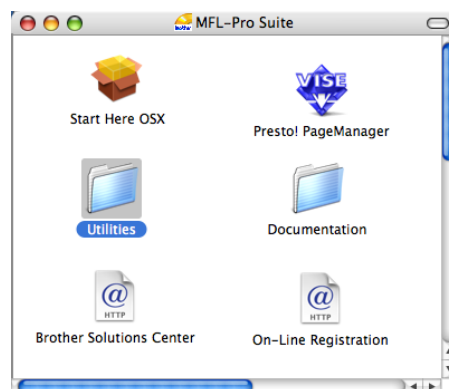 brother MFL-Pro Suite
Start Here OSX
VISE
Presto! PageManager
Utilities
Documentation
@
HTTP
Brother Solutions Center
@
HTTP
On-Line Registration